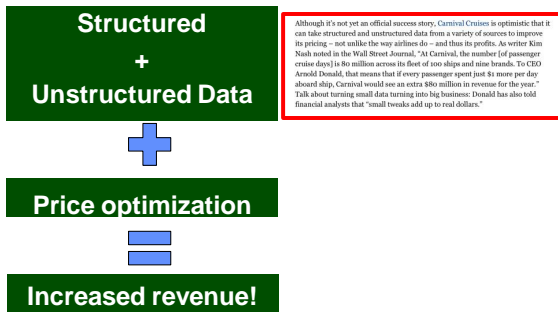 Structured
+
Unstructured Data
Although it's not yet an official success story, Carnival Cruises is optimistic that it
can take structured and unstructured data from a variety of sources to improve
its pricing – not unlike the way airlines do – and thus its profits. As writer Kim
Nash noted in the Wall Street Journal, "At Carnival, the number [of passenger
cruise days] is 80 million across its fleet of 100 ships and nine brands. To CEO
Arnold Donald, that means that if every passenger spent just $1 more per day
aboard ship, Carnival would see an extra $80 million in revenue for the year."
Talk about turning small data turning into big business: Donald has also told
financial analysts that "small tweaks add up to real dollars."
Price optimization
Increased revenue!